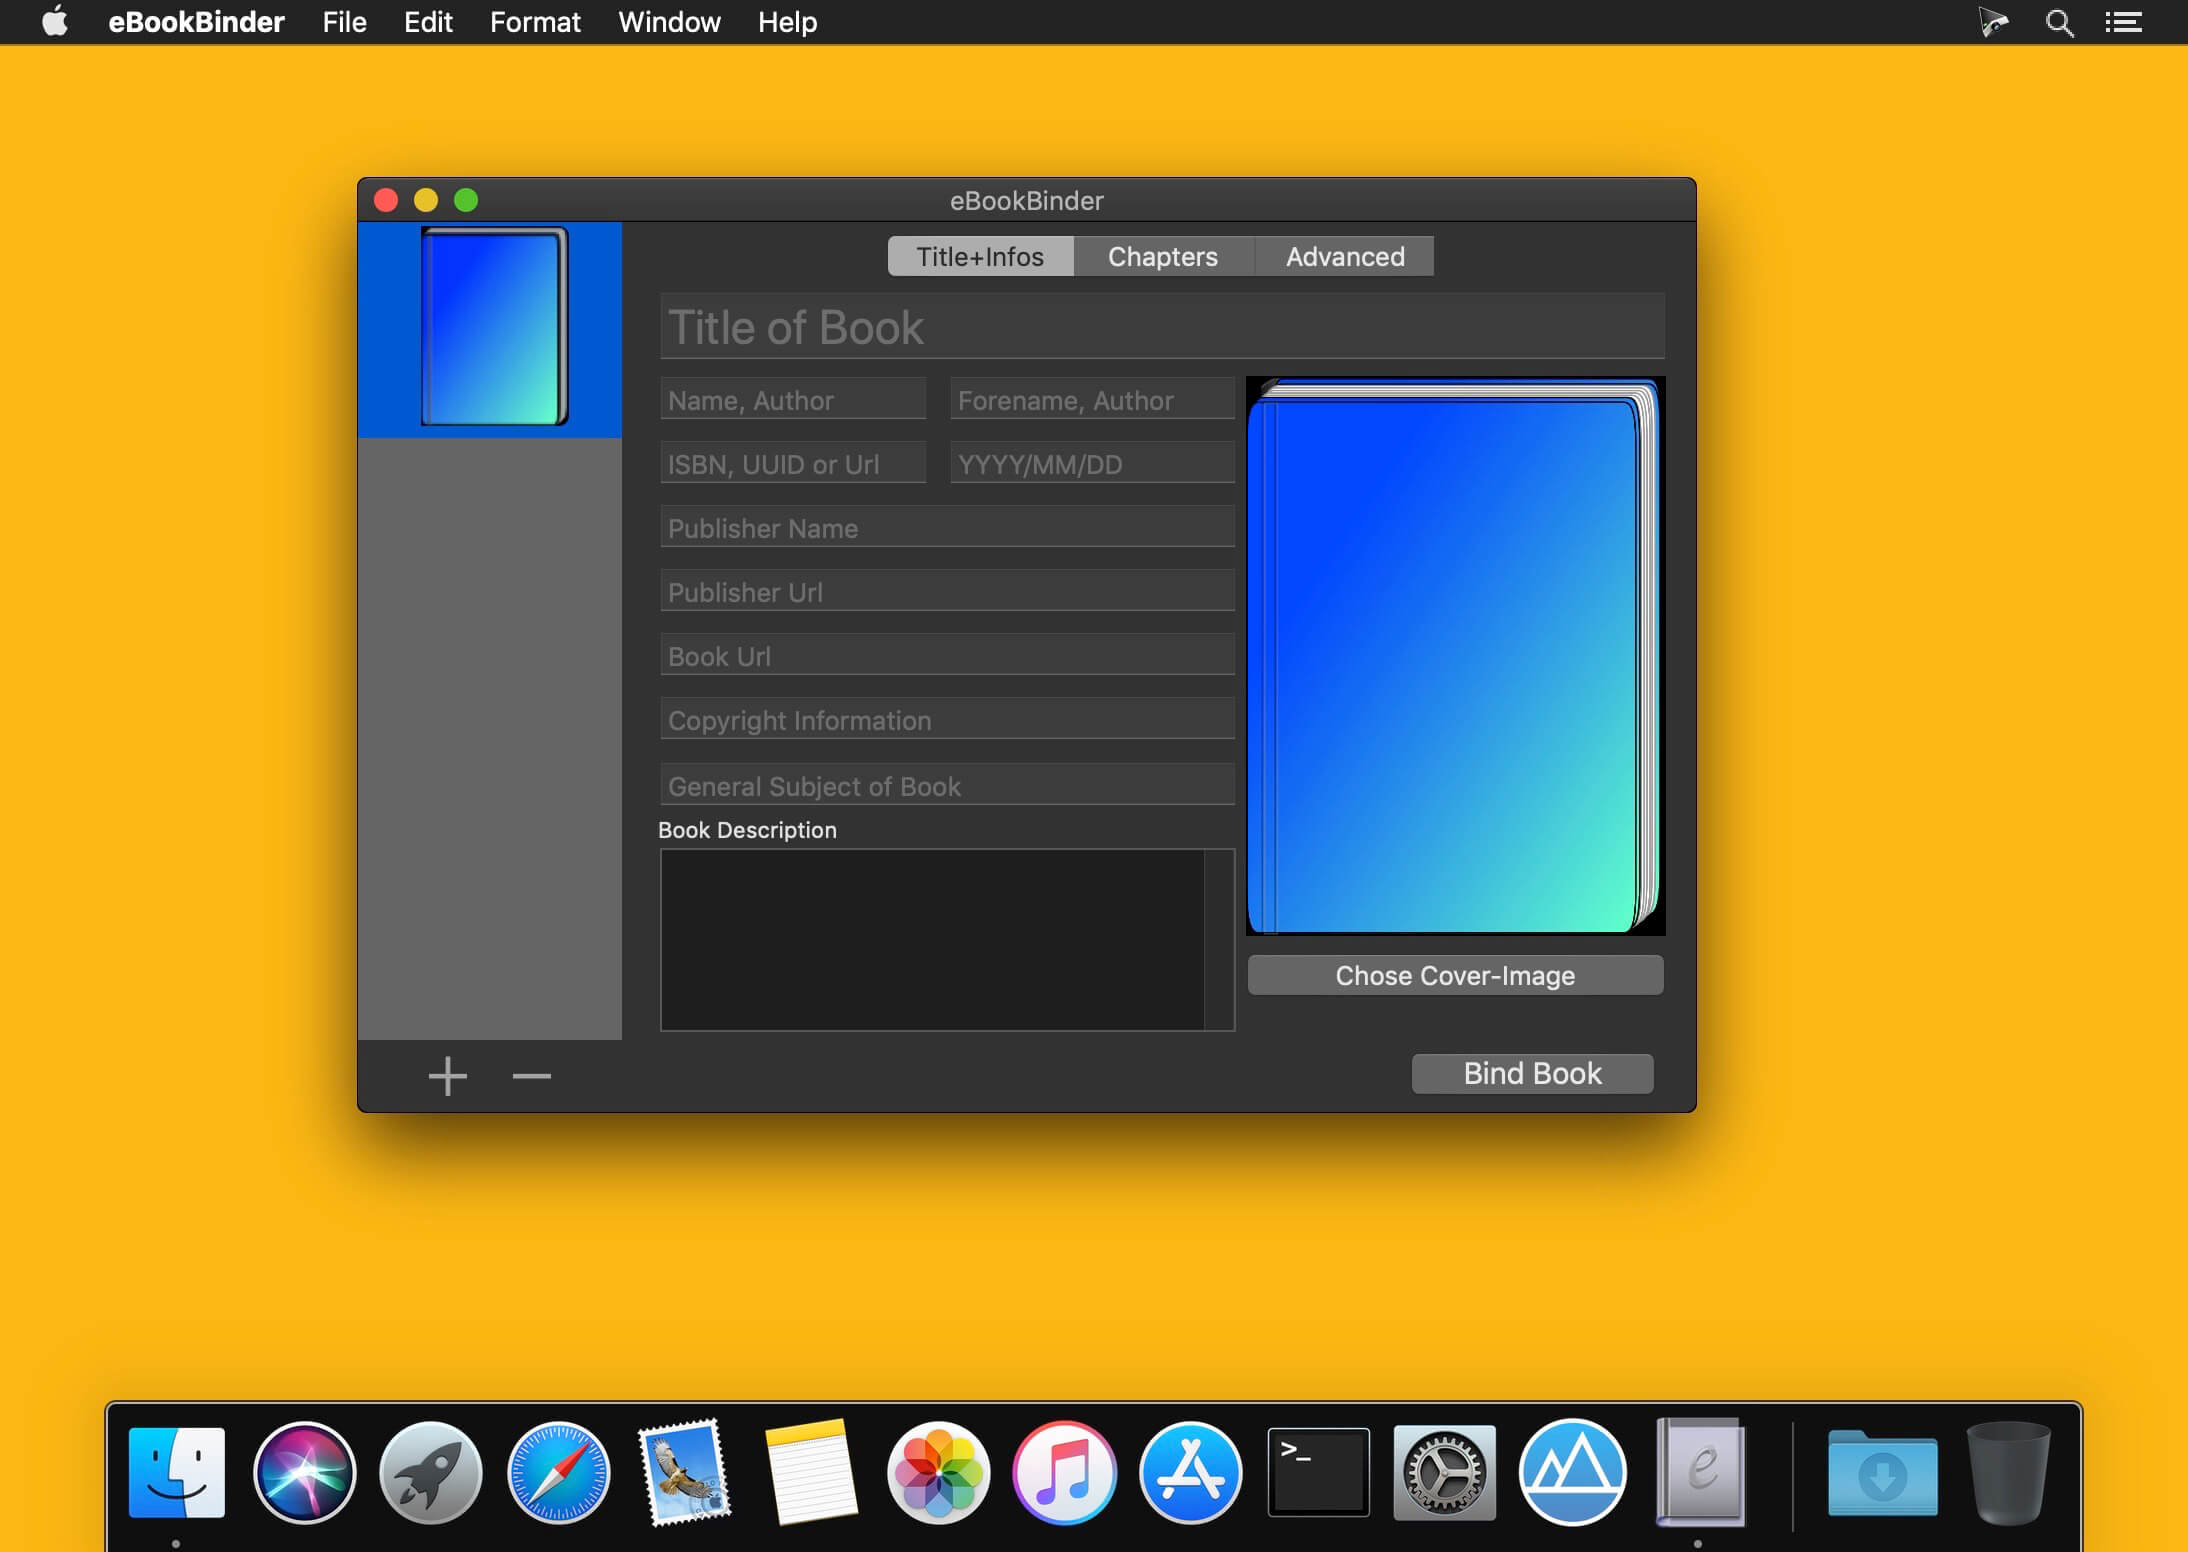 eBookBinder File Edit Format Window Help
eBookBinder
Title+Infos Chapters Advanced
Title of Book
Name, Author Forename, Author
ISBN, UUID or Url YYYY/MM/DD
Publisher Name
Publisher Url
Book Url
Copyright Information
General Subject of Book
Book Description
Chose Cover-Image
Bind Book
>_
e